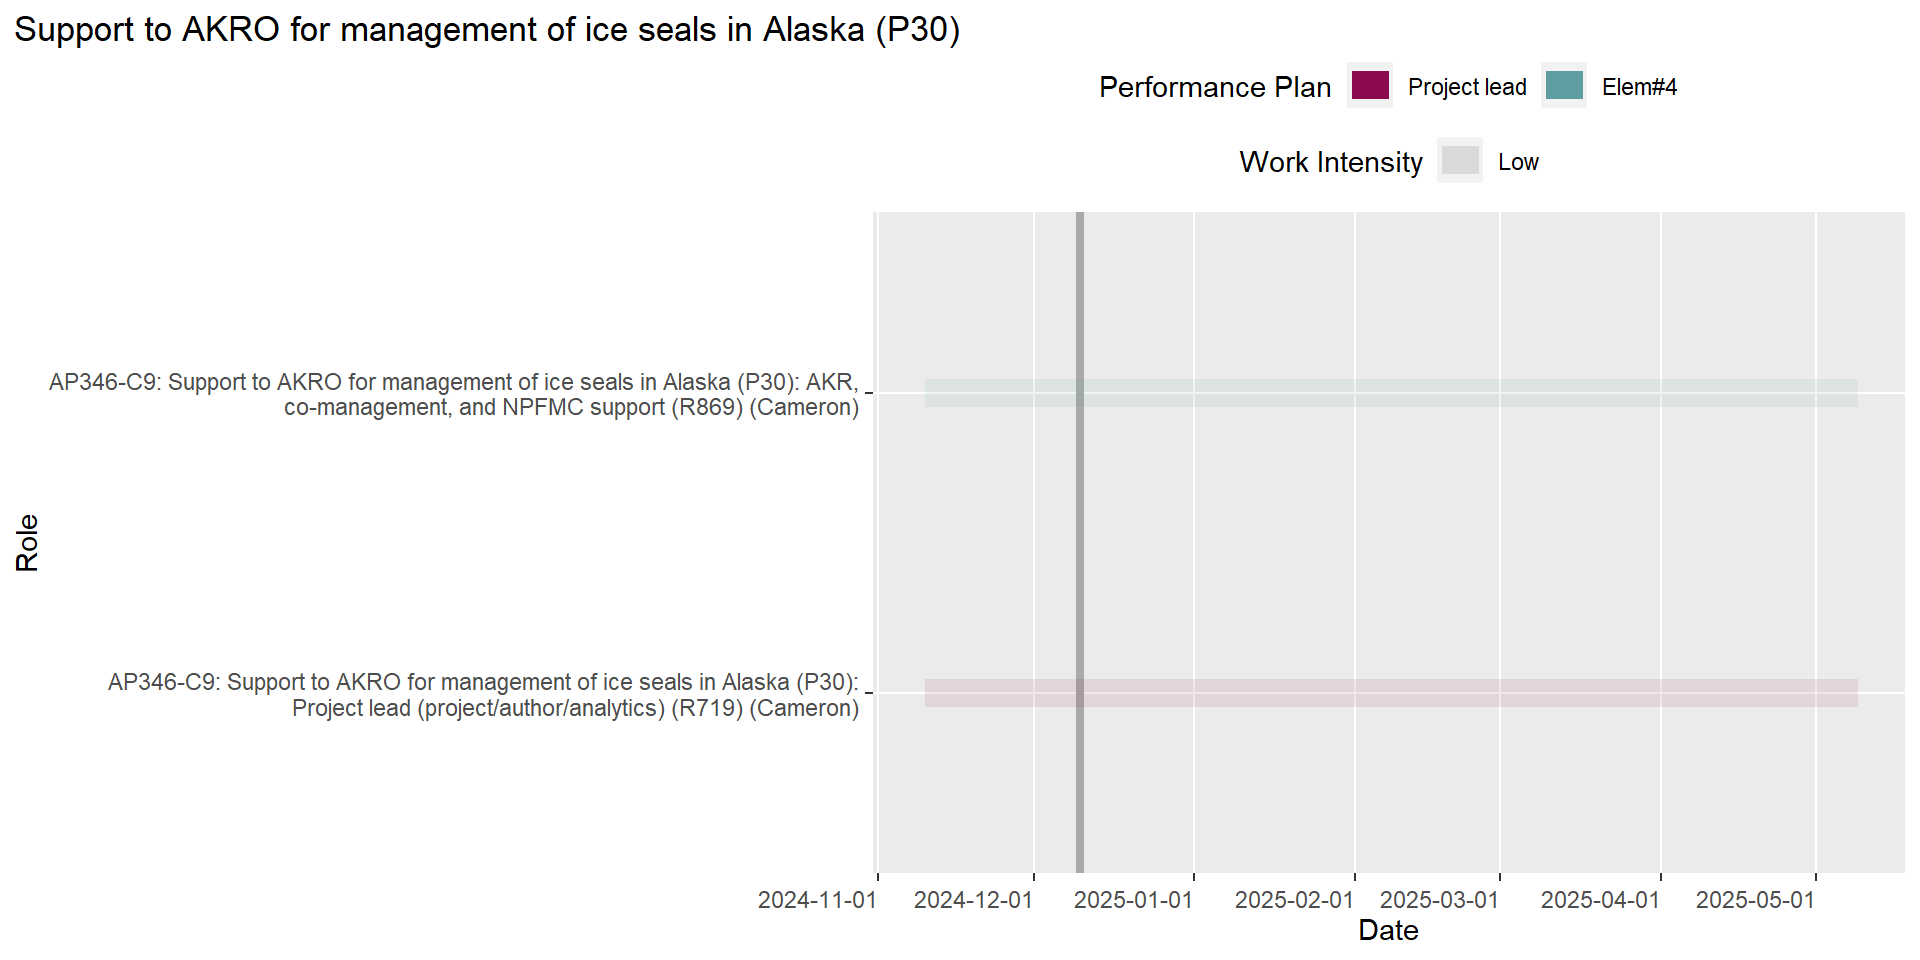 Support to AKRO for management of ice seals in Alaska (P30)
Performance Plan Project lead Elem#4
Work Intensity Low
AP346-C9: Support to AKRO for management of ice seals in Alaska (P30): AKR,
co-management, and NPFMC support (R869) (Cameron)
Role
AP346-C9: Support to AKRO for management of ice seals in Alaska (P30):
Project lead (project/author/analytics) (R719) (Cameron)
2024-11-01 2024-12-01 2025-01-01 2025-02-01 2025-03-01 2025-04-01 2025-05-01
Date